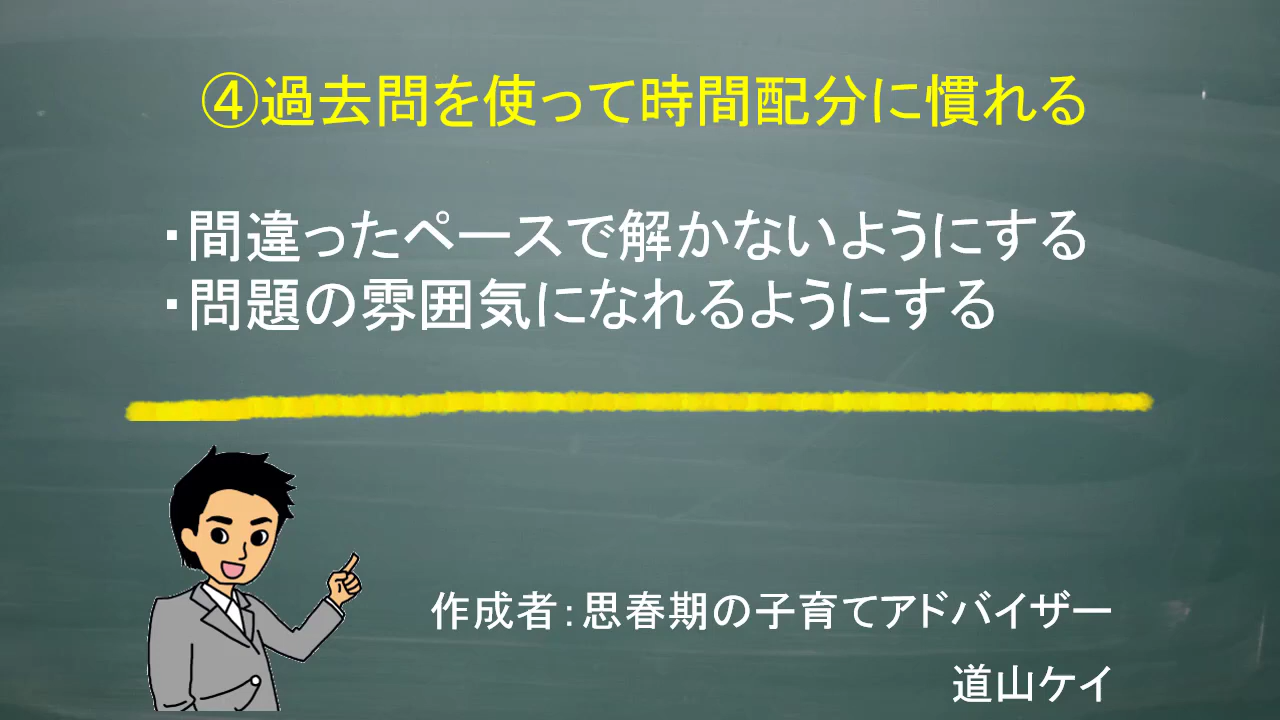 ④過去問を使って時間配分に慣れる
・間違ったペースで解かないようにする
・問題の雰囲気になれるようにする
作成者：思春期の子育てアドバイザー
道山ケイ